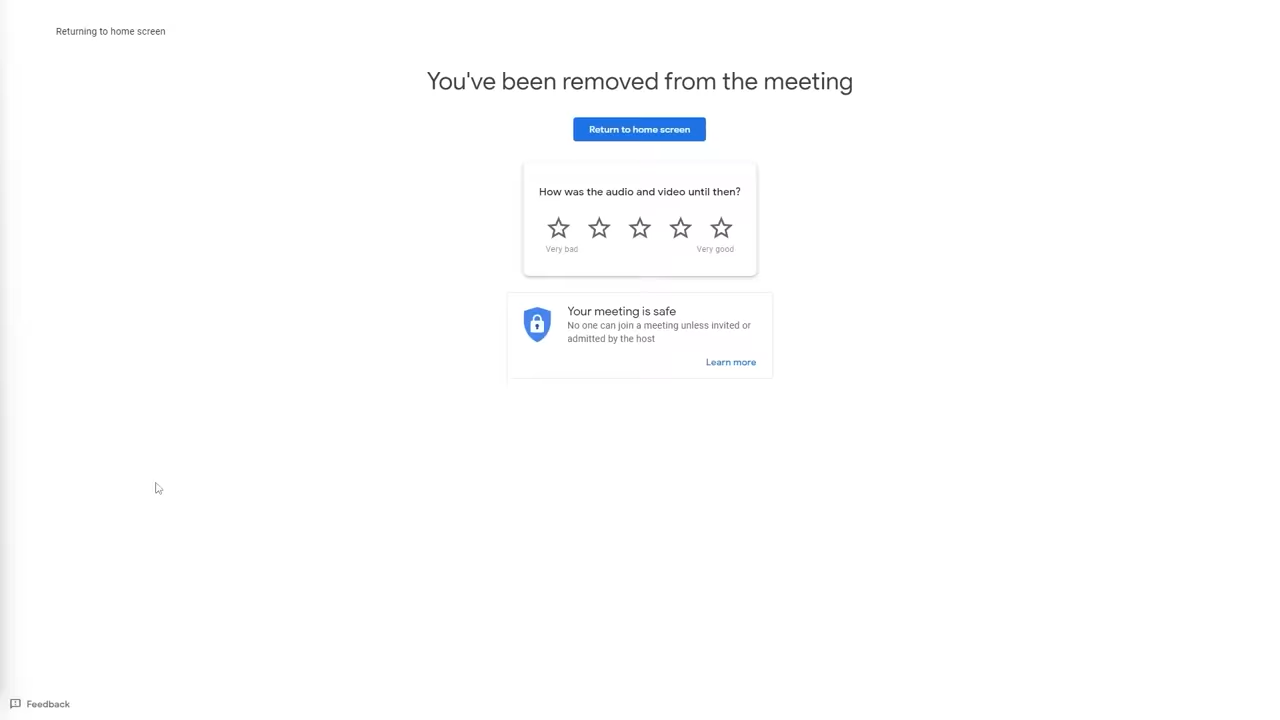 Returning to home screen
You've been removed from the meeting
Return to home screen
How was the audio and video until then?
Very bad
Very good
Your meeting is safe
No one can join a meeting unless invited or
admitted by the host
Learn more
Feedback